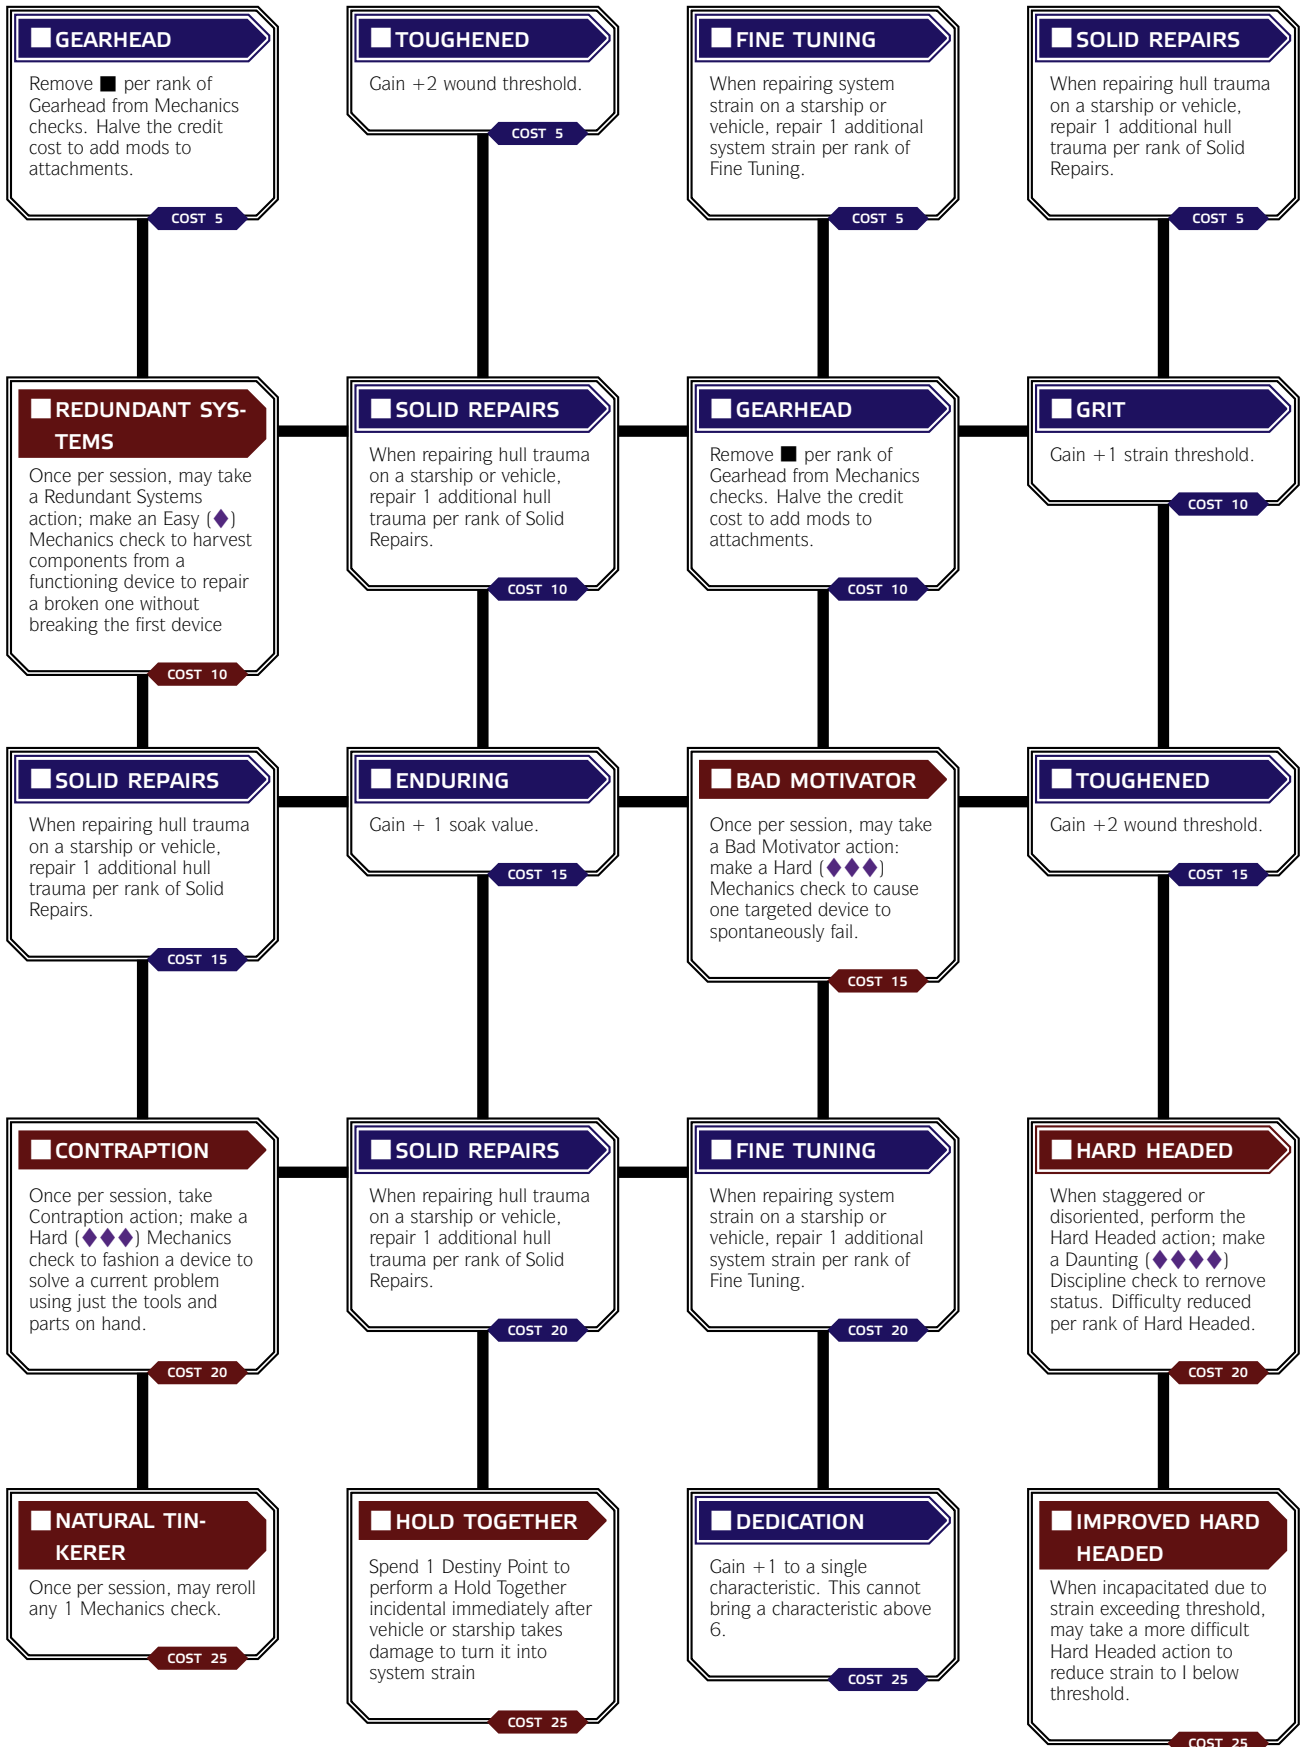 GEARHEAD
Remove ■ per rank of
Gearhead from Mechanics
checks. Halve the credit
cost to add mods to
attachments.
COST 5
TOUGHENED
Gain +2 wound threshold.
COST 5
FINE TUNING
When repairing system
strain on a starship or
vehicle, repair 1 additional
system strain per rank of
Fine Tuning.
COST 5
SOLID REPAIRS
When repairing hull trauma
on a starship or vehicle,
repair 1 additional hull
trauma per rank of Solid
Repairs.
COST 5
REDUNDANT SYS-
TEMS
Once per session, may take
a Redundant Systems
action; make an Easy (♦)
Mechanics check to harvest
components from a
functioning device to repair
a broken one without
breaking the first device
COST 10
SOLID REPAIRS
When repairing hull trauma
on a starship or vehicle,
repair 1 additional hull
trauma per rank of Solid
Repairs.
COST 10
GEARHEAD
Remove ■ per rank of
Gearhead from Mechanics
checks. Halve the credit
cost to add mods to
attachments.
COST 10
GRIT
Gain +1 strain threshold.
COST 10
SOLID REPAIRS
When repairing hull trauma
on a starship or vehicle,
repair 1 additional hull
trauma per rank of Solid
Repairs.
COST 15
ENDURING
Gain + 1 soak value.
COST 15
BAD MOTIVATOR
Once per session, may take
a Bad Motivator action:
make a Hard (♦♦♦)
Mechanics check to cause
one targeted device to
spontaneously fail.
COST 15
TOUGHENED
Gain +2 wound threshold.
COST 15
CONTRAPTION
Once per session, take
Contraption action; make a
Hard (♦♦♦) Mechanics
check to fashion a device to
solve a current problem
using just the tools and
parts on hand.
COST 20
SOLID REPAIRS
When repairing hull trauma
on a starship or vehicle,
repair 1 additional hull
trauma per rank of Solid
Repairs.
COST 20
FINE TUNING
When repairing system
strain on a starship or
vehicle, repair 1 additional
system strain per rank of
Fine Tuning.
COST 20
HARD HEADED
When staggered or
disoriented, perform the
Hard Headed action; make
a Daunting (♦♦♦♦)
Discipline check to rernove
status. Difficulty reduced
per rank of Hard Headed.
COST 20
NATURAL TIN-
KERER
Once per session, may reroll
any 1 Mechanics check.
COST 25
HOLD TOGETHER
Spend 1 Destiny Point to
perform a Hold Together
incidental immediately after
vehicle or starship takes
damage to turn it into
system strain
COST 25
DEDICATION
Gain +1 to a single
characteristic. This cannot
bring a characteristic above
6.
COST 25
IMPROVED HARD
HEADED
When incapacitated due to
strain exceeding threshold,
may take a more difficult
Hard Headed action to
reduce strain to I below
threshold.
COST 25